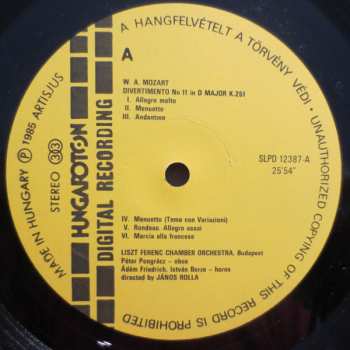 A HANGFELVÉTELT A TÖRVÉNY VÉDI · UNAUTHORIZED COPYING OF THIS RECORD IS PROHIBITED
MADE IN HUNGARY Ⓟ 1985 ARTISJUS
STEREO 33
HUNGAROTON
DIGITAL RECORDING
A
W. A. MOZART
DIVERTIMENTO No 11 in D MAJOR K.251
I. Allegro molto
II. Menuetto
III. Andantino
SLPD 12387-A
25'54"
IV. Menuetto (Tema con Variazioni)
V. Rondeau. Allegro assai
VI. Marcia alla francese
LISZT FERENC CHAMBER ORCHESTRA, Budapest
Péter Pongrácz - oboe
Ádám Friedrich, István Borza - horns
directed by JÁNOS ROLLA